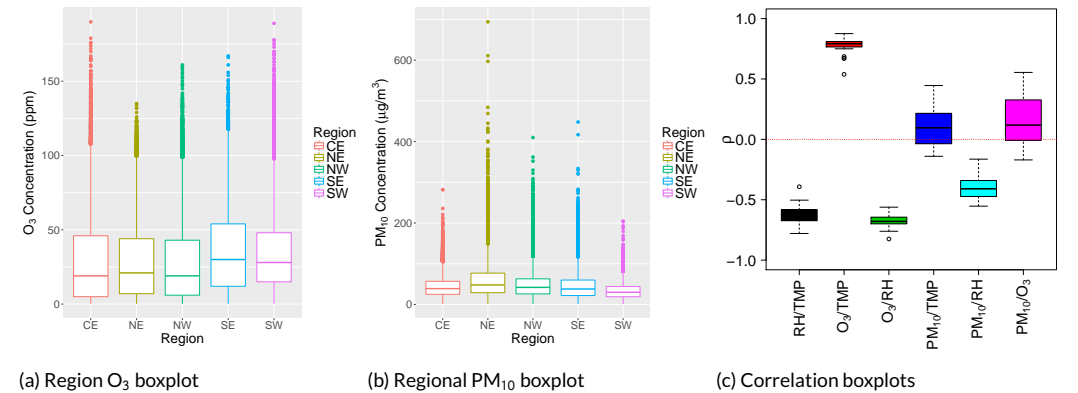 O₃ Concentration (ppm)
150
100
50
0
CE NE NW SE SW
Region
Region
CE
NE
NW
SE
SW
(a) Region O₃ boxplot
PM₁₀ Concentration (μg/m³)
600
400
200
0
CE NE NW SE SW
Region
Region
CE
NE
NW
SE
SW
(b) Regional PM₁₀ boxplot
ρ
1.0
0.5
0.0
−0.5
−1.0
RH/TMP
O₃/TMP
O₃/RH
PM₁₀/TMP
PM₁₀/RH
PM₁₀/O₃
(c) Correlation boxplots